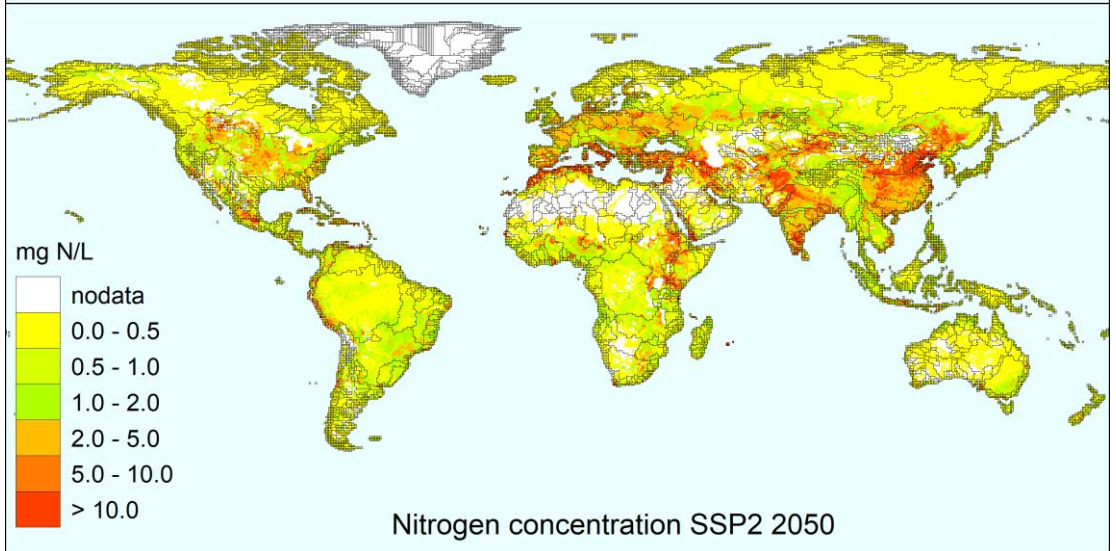 mg N/L
nodata
0.0 - 0.5
0.5 - 1.0
1.0 - 2.0
2.0 - 5.0
5.0 - 10.0
> 10.0
Nitrogen concentration SSP2 2050